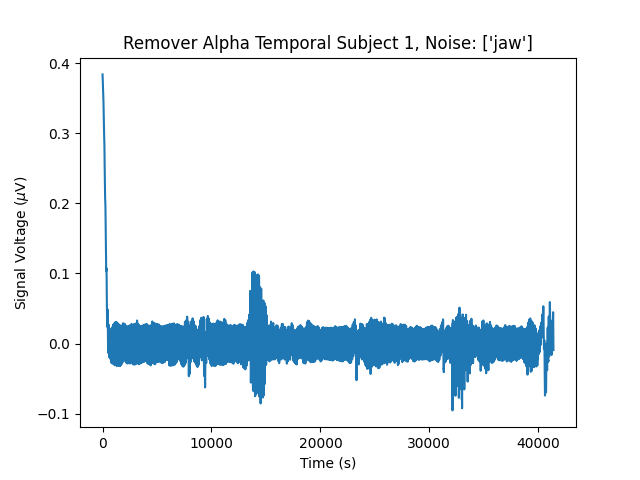 Remover Alpha Temporal Subject 1, Noise: ['jaw']
Signal Voltage (μV)
0.4
0.3
0.2
0.1
0.0
−0.1
0 10000 20000 30000 40000
Time (s)